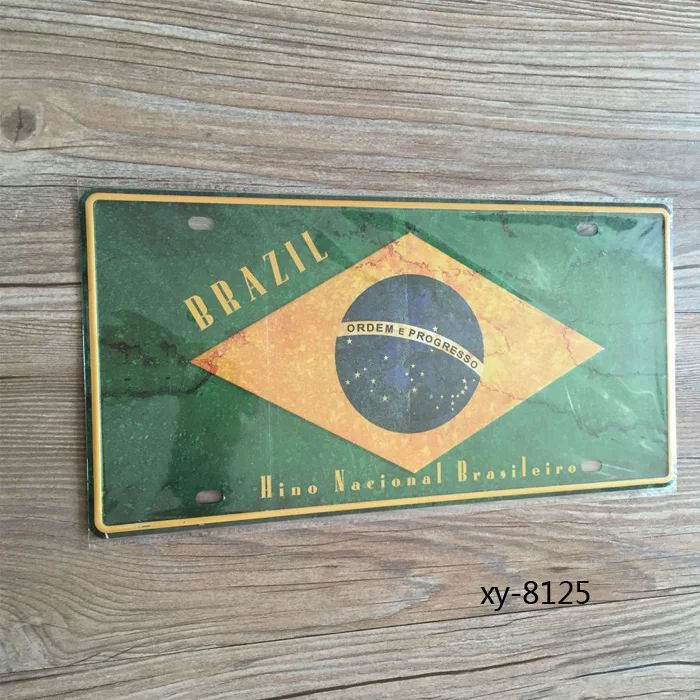 BRAZIL
ORDEM E PROGRESSO
Hino Nacional Brasileiro
xy-8125